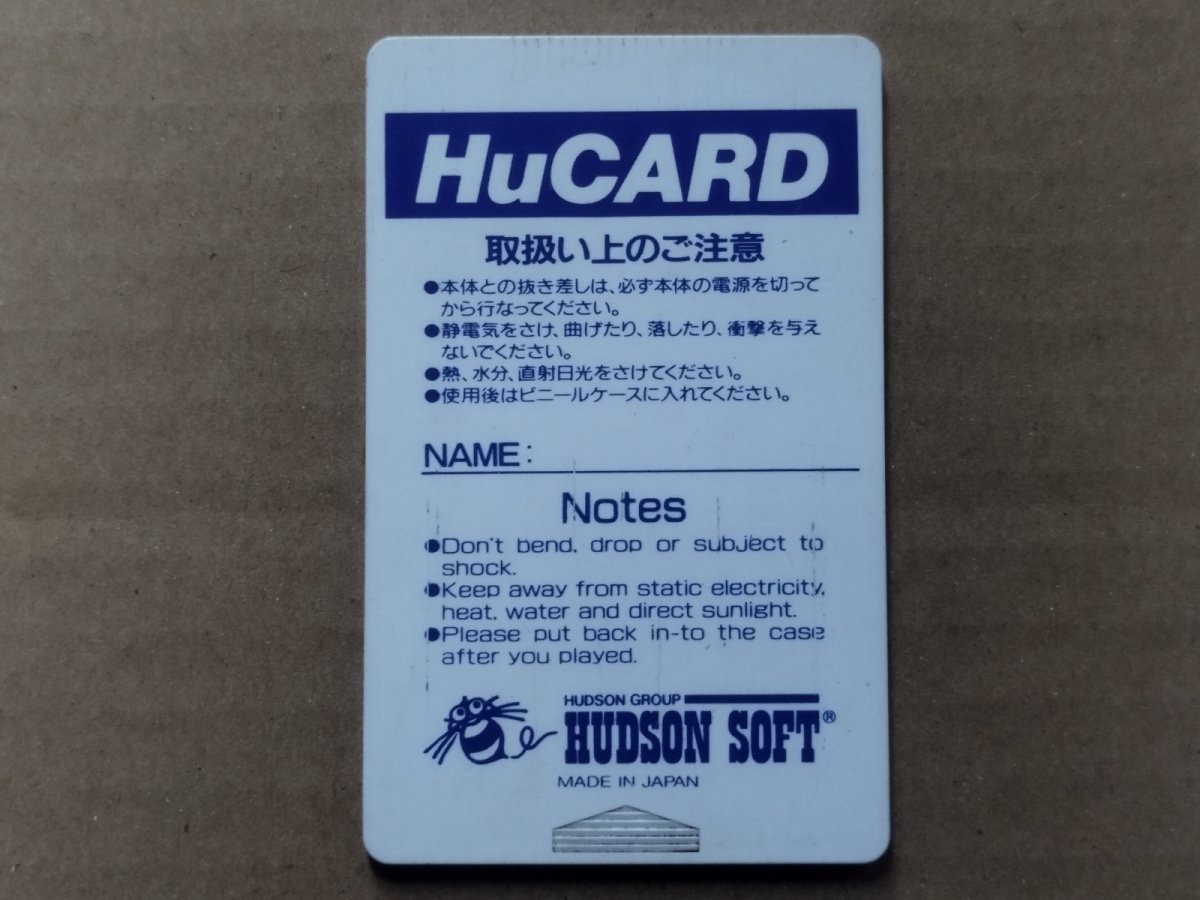 HuCARD
取扱い上のご注意
●本体との抜き差しは、必ず本体の電源を切って
から行なってください。
●静電気をさけ、曲げたり、落したり、衝撃を与え
ないでください。
●熱、水分、直射日光をさけてください。
●使用後はビニールケースに入れてください。
NAME:
Notes
●Don't bend, drop or subject to
shock.
●Keep away from static electricity,
heat, water and direct sunlight.
●Please put back in-to the case
after you played.
HUDSON GROUP
HUDSON SOFT®
MADE IN JAPAN